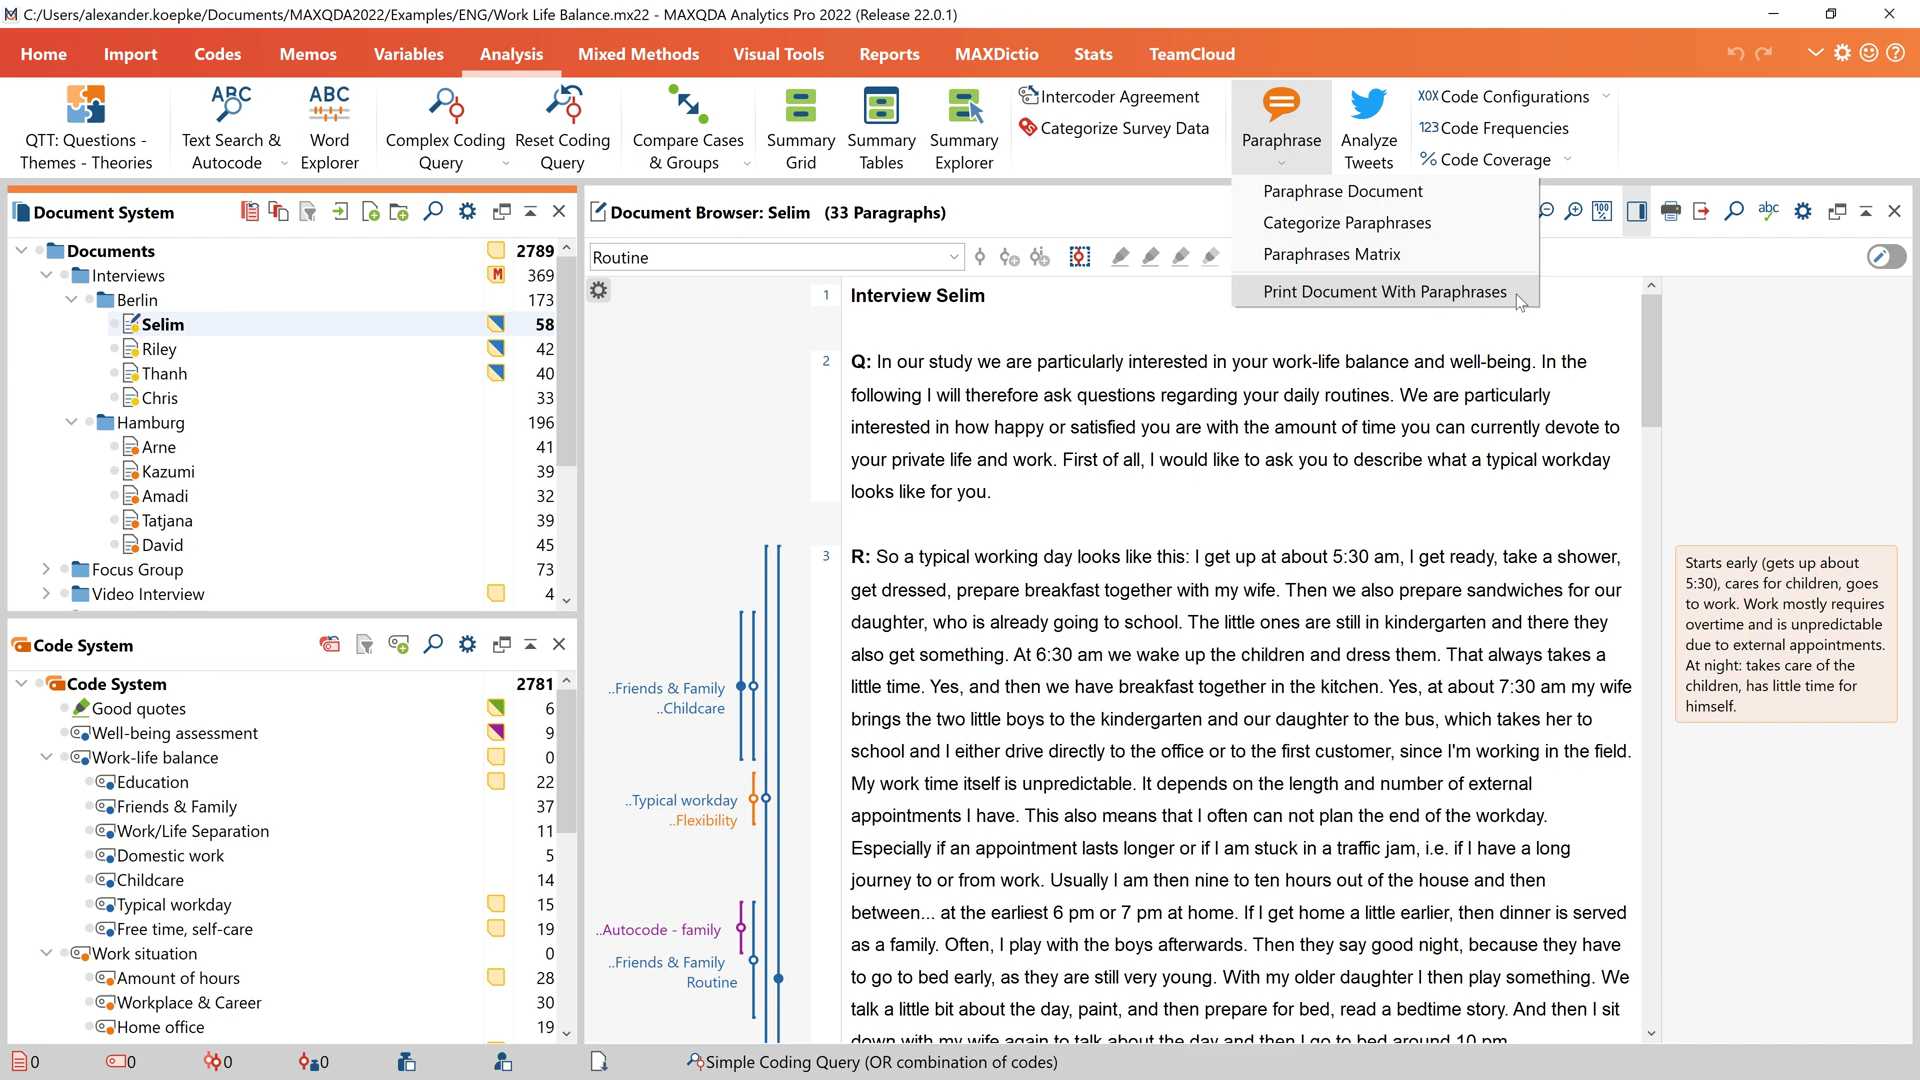 C:/Users/alexander.koepke/Documents/MAXQDA2022/Examples/ENG/Work Life Balance.mx22 - MAXQDA Analytics Pro 2022 (Release 22.0.1)
Home Import Codes Memos Variables Analysis Mixed Methods Visual Tools Reports MAXDictio Stats TeamCloud
QTT: Questions - Themes - Theories
Text Search & Autocode
Word Explorer
Complex Coding Query
Reset Coding Query
Compare Cases & Groups
Summary Grid
Summary Tables
Summary Explorer
Intercoder Agreement
Categorize Survey Data
Paraphrase
Analyze Tweets
Code Configurations
123 Code Frequencies
% Code Coverage
Paraphrase Document
Categorize Paraphrases
Paraphrases Matrix
Print Document With Paraphrases
Document System
Documents 2789
Interviews M 369
Berlin 173
Selim 58
Riley 42
Thanh 40
Chris 33
Hamburg 196
Arne 41
Kazumi 39
Amadi 32
Tatjana 39
David 45
Focus Group 73
Video Interview 4
Code System
Code System 2781
Good quotes 6
Well-being assessment 9
Work-life balance 0
Education 22
Friends & Family 37
Work/Life Separation 11
Domestic work 5
Childcare 14
Typical workday 15
Free time, self-care 19
Work situation 0
Amount of hours 28
Workplace & Career 30
Home office 19
Document Browser: Selim (33 Paragraphs)
Routine
..Friends & Family
..Childcare
..Typical workday
..Flexibility
..Autocode - family
..Friends & Family
Routine
1 Interview Selim
2 Q: In our study we are particularly interested in your work-life balance and well-being. In the
following I will therefore ask questions regarding your daily routines. We are particularly
interested in how happy or satisfied you are with the amount of time you can currently devote to
your private life and work. First of all, I would like to ask you to describe what a typical workday
looks like for you.
3 R: So a typical working day looks like this: I get up at about 5:30 am, I get ready, take a shower,
get dressed, prepare breakfast together with my wife. Then we also prepare sandwiches for our
daughter, who is already going to school. The little ones are still in kindergarten and there they
also get something. At 6:30 am we wake up the children and dress them. That always takes a
little time. Yes, and then we have breakfast together in the kitchen. Yes, at about 7:30 am my wife
brings the two little boys to the kindergarten and our daughter to the bus, which takes her to
school and I either drive directly to the office or to the first customer, since I'm working in the field.
My work time itself is unpredictable. It depends on the length and number of external
appointments I have. This also means that I often can not plan the end of the workday.
Especially if an appointment lasts longer or if I am stuck in a traffic jam, i.e. if I have a long
journey to or from work. Usually I am then nine to ten hours out of the house and then
between... at the earliest 6 pm or 7 pm at home. If I get home a little earlier, then dinner is served
as a family. Often, I play with the boys afterwards. Then they say good night, because they have
to go to bed early, as they are still very young. With my older daughter I then play something. We
talk a little bit about the day, paint, and then prepare for bed, read a bedtime story. And then I sit
down with my wife again to talk about the day and then I go to bed around 10 pm
Starts early (gets up about
5:30), cares for children, goes
to work. Work mostly requires
overtime and is unpredictable
due to external appointments.
At night: takes care of the
children, has little time for
himself.
0 0 0 0
Simple Coding Query (OR combination of codes)